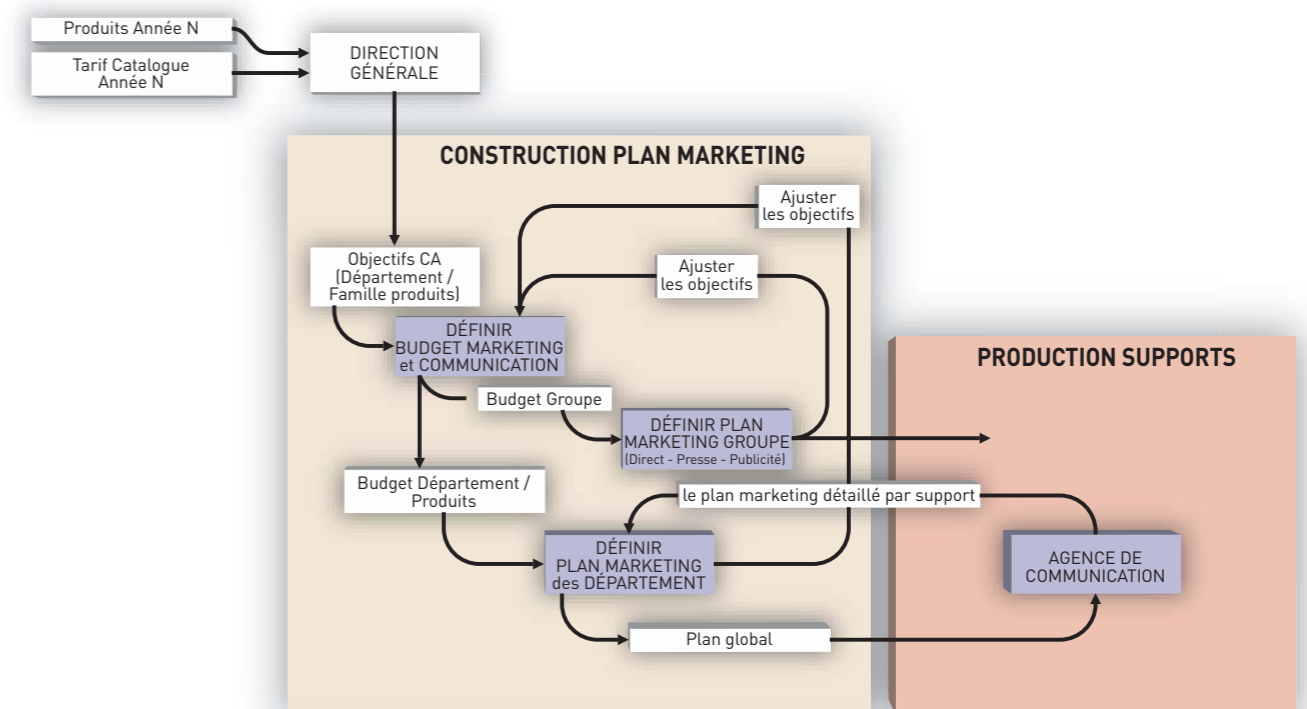 Produits Année N
Tarif Catalogue
Année N
DIRECTION
GÉNÉRALE
CONSTRUCTION PLAN MARKETING
Ajuster
les objectifs
Objectifs CA
(Département /
Famille produits)
Ajuster
les objectifs
DÉFINIR
BUDGET MARKETING
et COMMUNICATION
PRODUCTION SUPPORTS
Budget Groupe
DÉFINIR PLAN
MARKETING GROUPE
(Direct - Presse - Publicité)
Budget Département /
Produits
le plan marketing détaillé par support
DÉFINIR
PLAN MARKETING
des DÉPARTEMENT
AGENCE DE
COMMUNICATION
Plan global